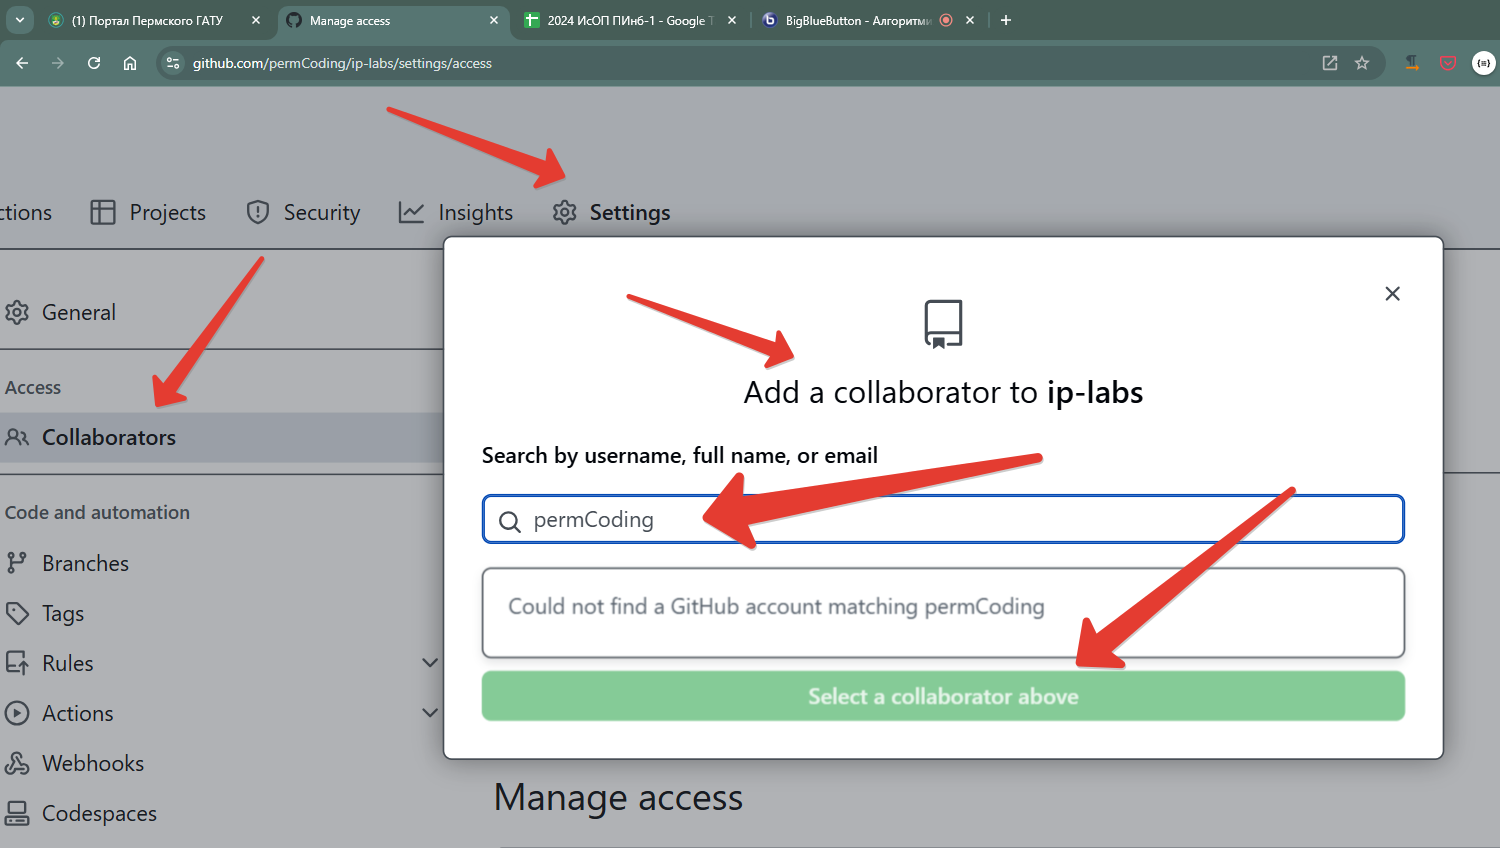 (1) Портал Пермского ГАТУ
Manage access
2024 ИсОП ПИнб-1 - Google Т
BigBlueButton - Алгоритми
github.com/permCoding/ip-labs/settings/access
ctions
Projects
Security
Insights
Settings
General
Access
Collaborators
Code and automation
Branches
Tags
Rules
Actions
Webhooks
Codespaces
Add a collaborator to ip-labs
Search by username, full name, or email
permCoding
Could not find a GitHub account matching permCoding
Select a collaborator above
Manage access